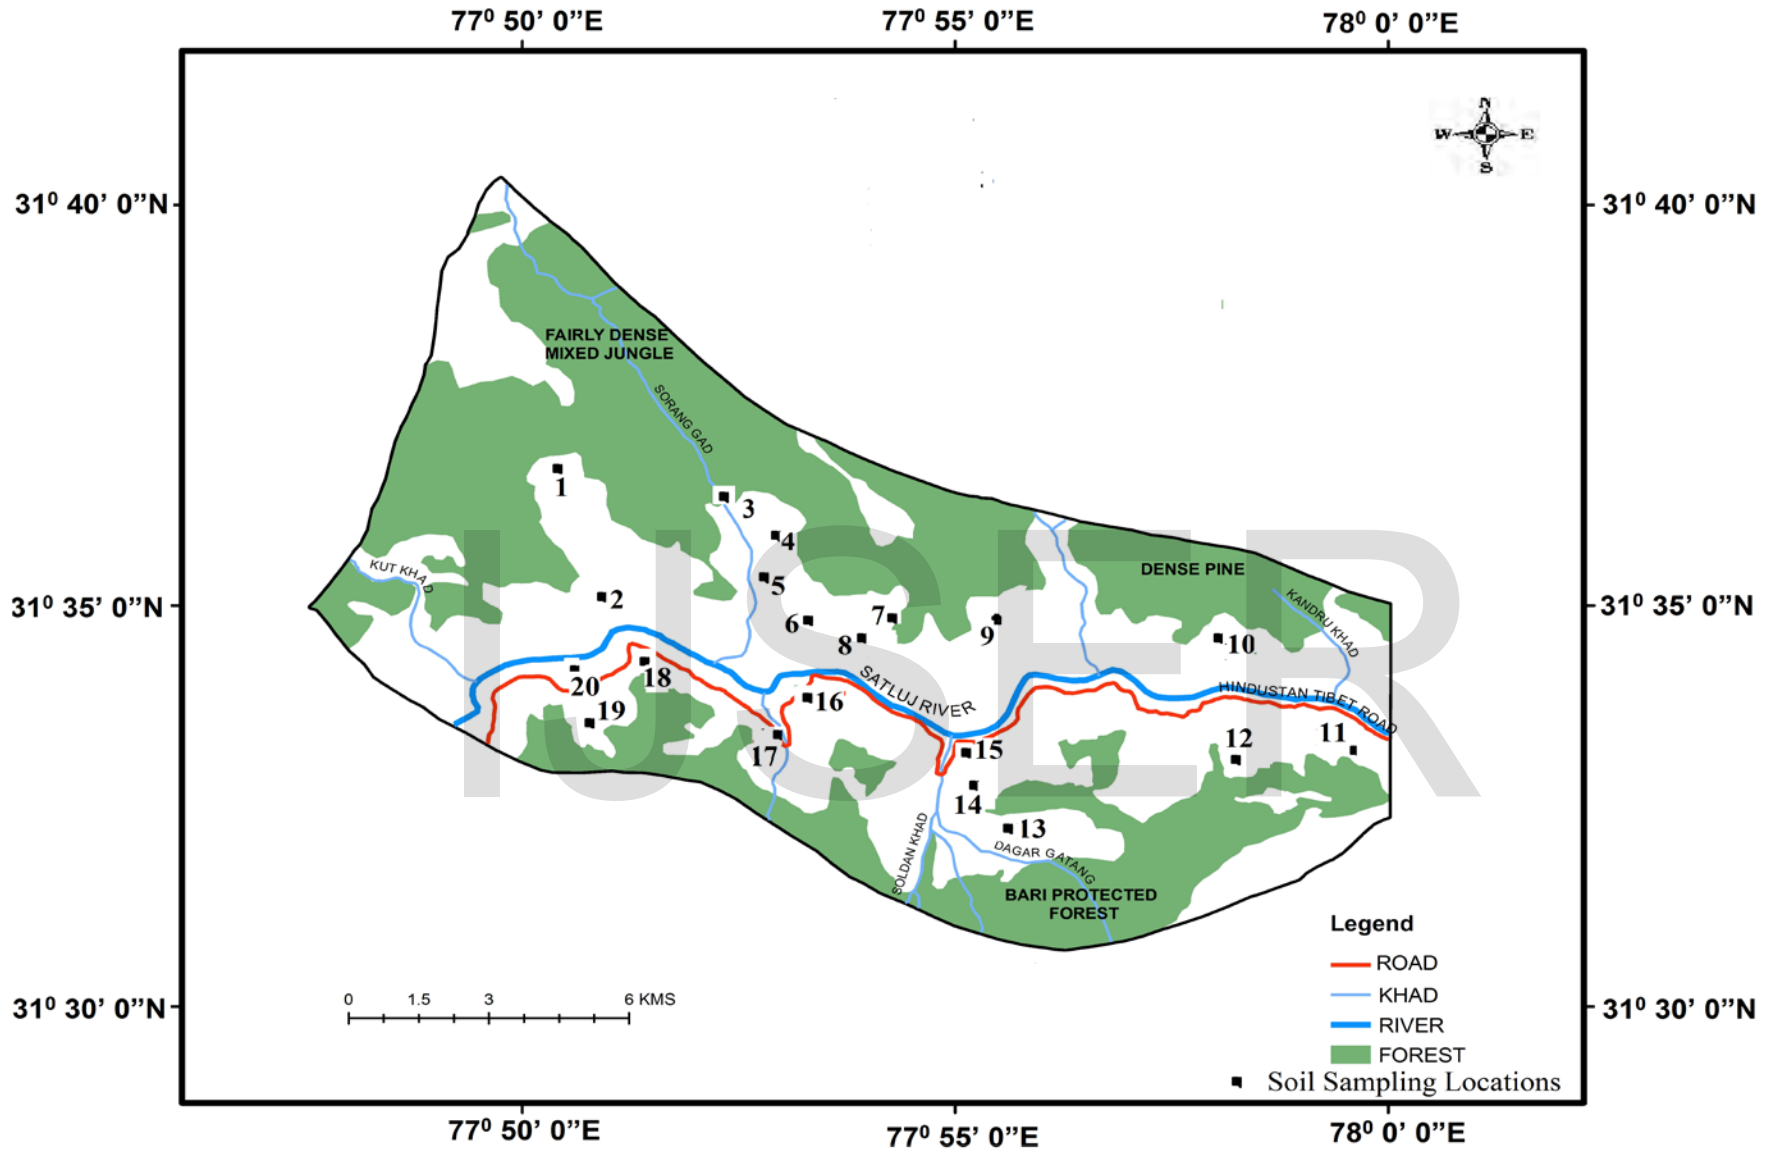 77⁰ 50’ 0”E
77⁰ 55’ 0”E
78⁰ 0’ 0”E
N
W E
S
31⁰ 40’ 0”N
31⁰ 40’ 0”N
FAIRLY DENSE
MIXED JUNGLE
SORANG GAD
1
3
4
DENSE PINE
KUT KHAD
5
2
KANDRU KHAD
31⁰ 35’ 0”N
31⁰ 35’ 0”N
6
7
8
9
10
IJSER
18
20
SATLUJ RIVER
HINDUSTAN TIBET ROAD
16
19
17
15
12
11
14
13
SOLDAN KHAD
DAGAR GATANG
BARI PROTECTED
FOREST
Legend
ROAD
KHAD
RIVER
FOREST
Soil Sampling Locations
0 1.5 3 6 KMS
31⁰ 30’ 0”N
31⁰ 30’ 0”N
77⁰ 50’ 0”E
77⁰ 55’ 0”E
78⁰ 0’ 0”E